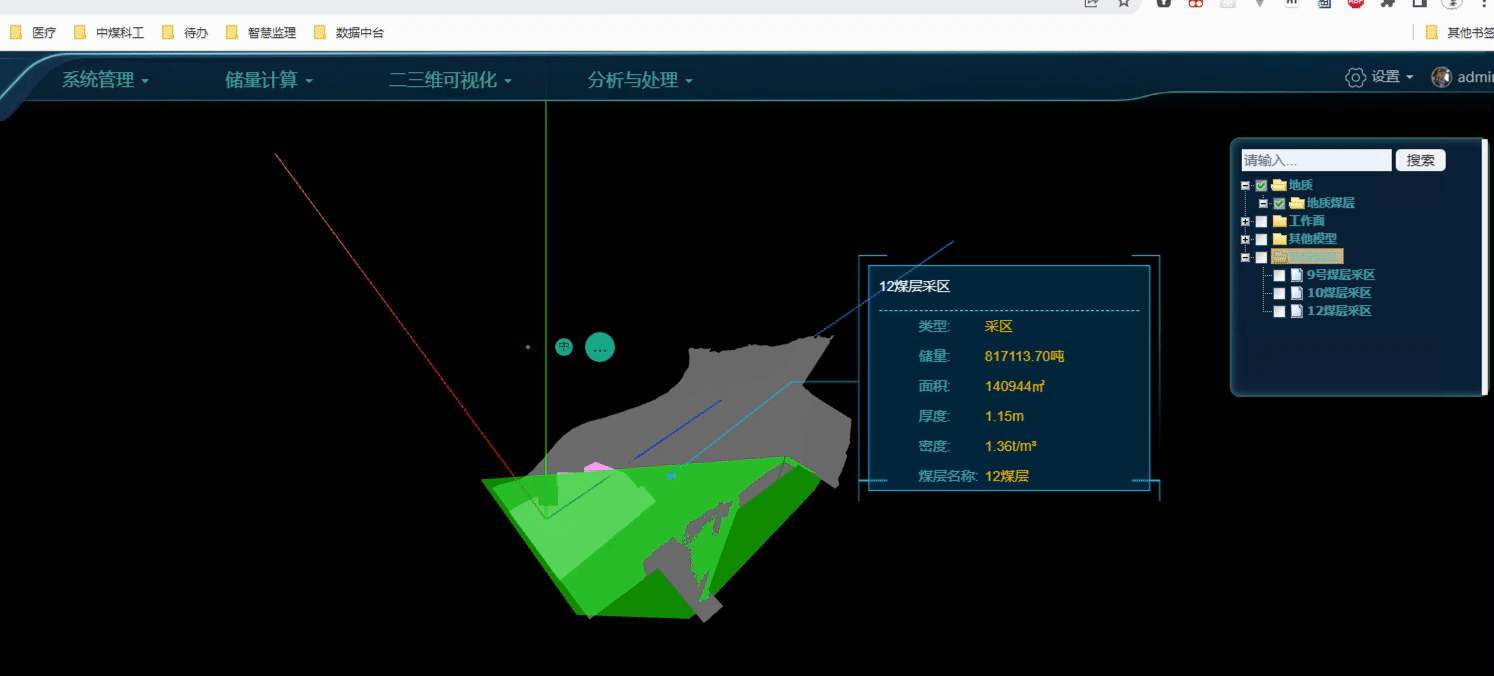 医疗 中煤科工 待办 智慧监理 数据中台 其他书签
系统管理 储量计算 二三维可视化 分析与处理 设置 admin
请输入... 搜索
地质
地质煤层
工作面
其他模型
9号煤层采区
10煤层采区
12煤层采区
中 ...
12煤层采区
类型: 采区
储量: 817113.70吨
面积: 140944㎡
厚度: 1.15m
密度: 1.36t/m³
煤层名称: 12煤层